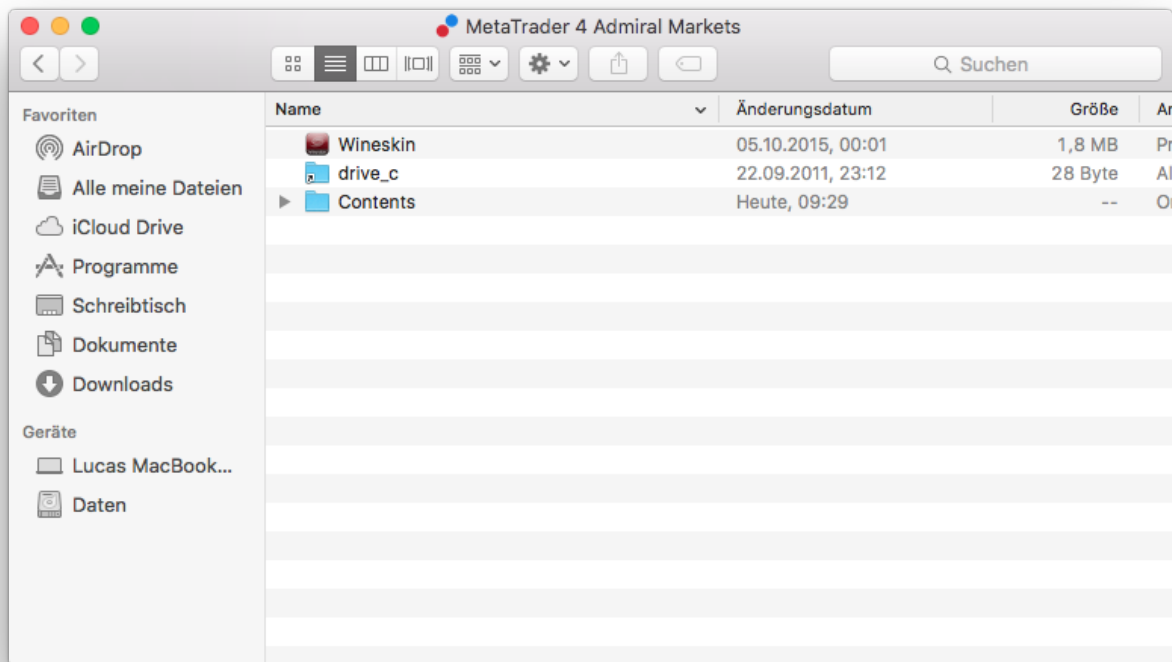 MetaTrader 4 Admiral Markets
Suchen
Favoriten
AirDrop
Alle meine Dateien
iCloud Drive
Programme
Schreibtisch
Dokumente
Downloads
Geräte
Lucas MacBook...
Daten
Name Änderungsdatum Größe
Wineskin 05.10.2015, 00:01 1,8 MB
drive_c 22.09.2011, 23:12 28 Byte
Contents Heute, 09:29 --